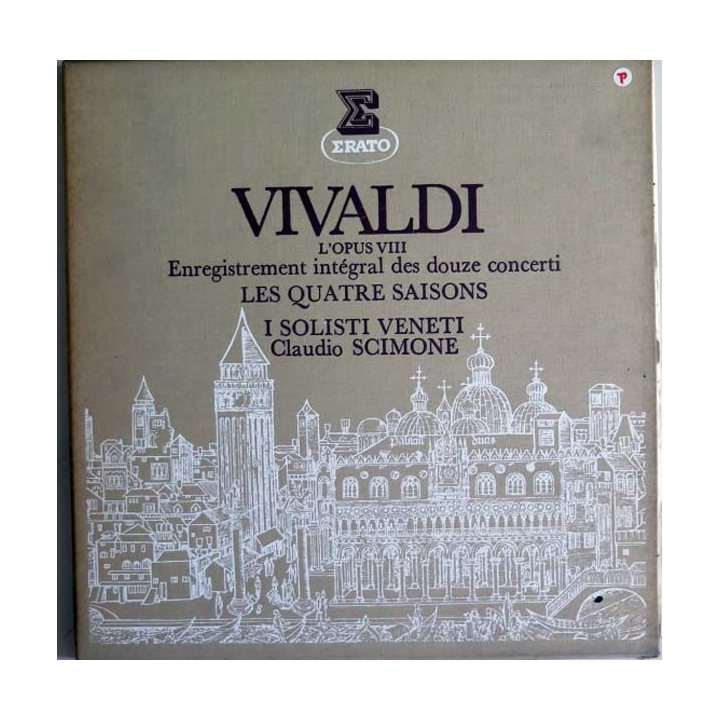 P
ΣRATO
VIVALDI
L'OPUS VIII
Enregistrement intégral des douze concerti
LES QUATRE SAISONS
I SOLISTI VENETI
Claudio SCIMONE